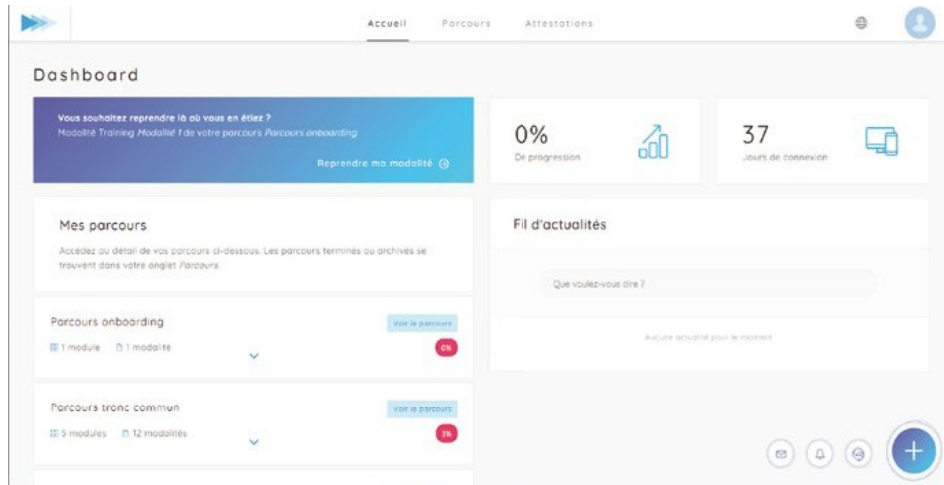 Accueil
Parcours
Attestations
Dashboard
Vous souhaitez reprendre là où vous en étiez ?
Modalité Training Modalité 1 de votre parcours Parcours onboarding
Reprendre ma modalité
0%
De progression
37
Jours de connexion
Mes parcours
Accédez au détail de vos parcours ci-dessous. Les parcours terminés ou archivés se
trouvent dans votre onglet Parcours.
Fil d'actualités
Que voulez-vous dire ?
Aucune actualité pour le moment
Parcours onboarding
Voir le parcours
1 module
1 modalité
0%
Parcours tronc commun
Voir le parcours
5 modules
12 modalités
3%